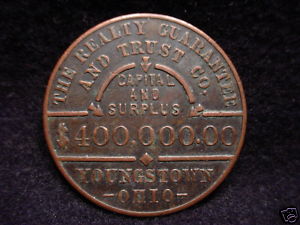 THE REALTY GUARANTEE
AND TRUST CO.
CAPITAL
AND
SURPLUS
$400.000.00
YOUNGSTOWN
-OHIO-